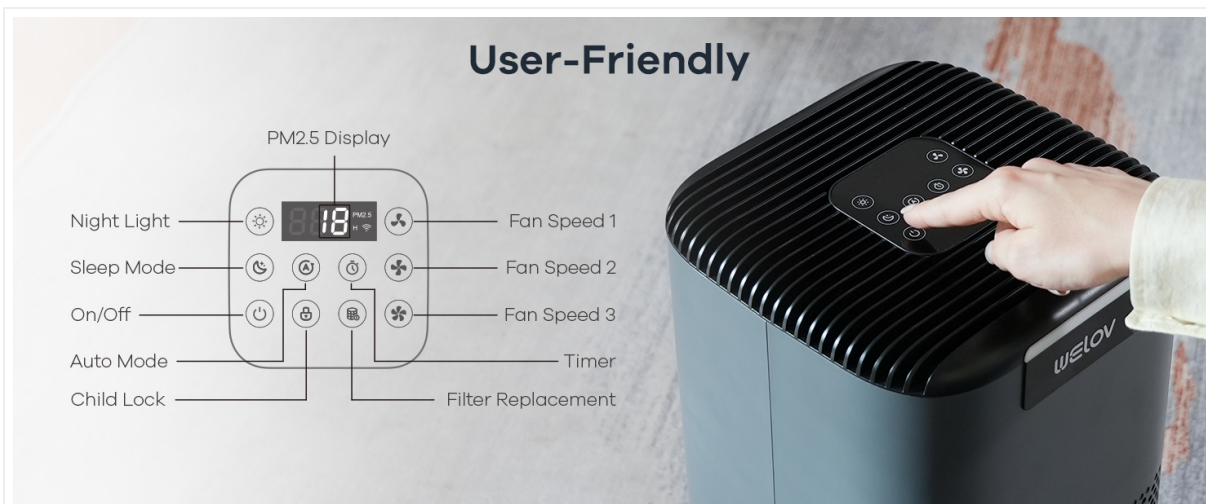 User-Friendly
PM2.5 Display
Night Light
18 PM2.5
H
Fan Speed 1
Sleep Mode
A
Fan Speed 2
On/Off
Fan Speed 3
Auto Mode
Timer
Child Lock
Filter Replacement
WELOV